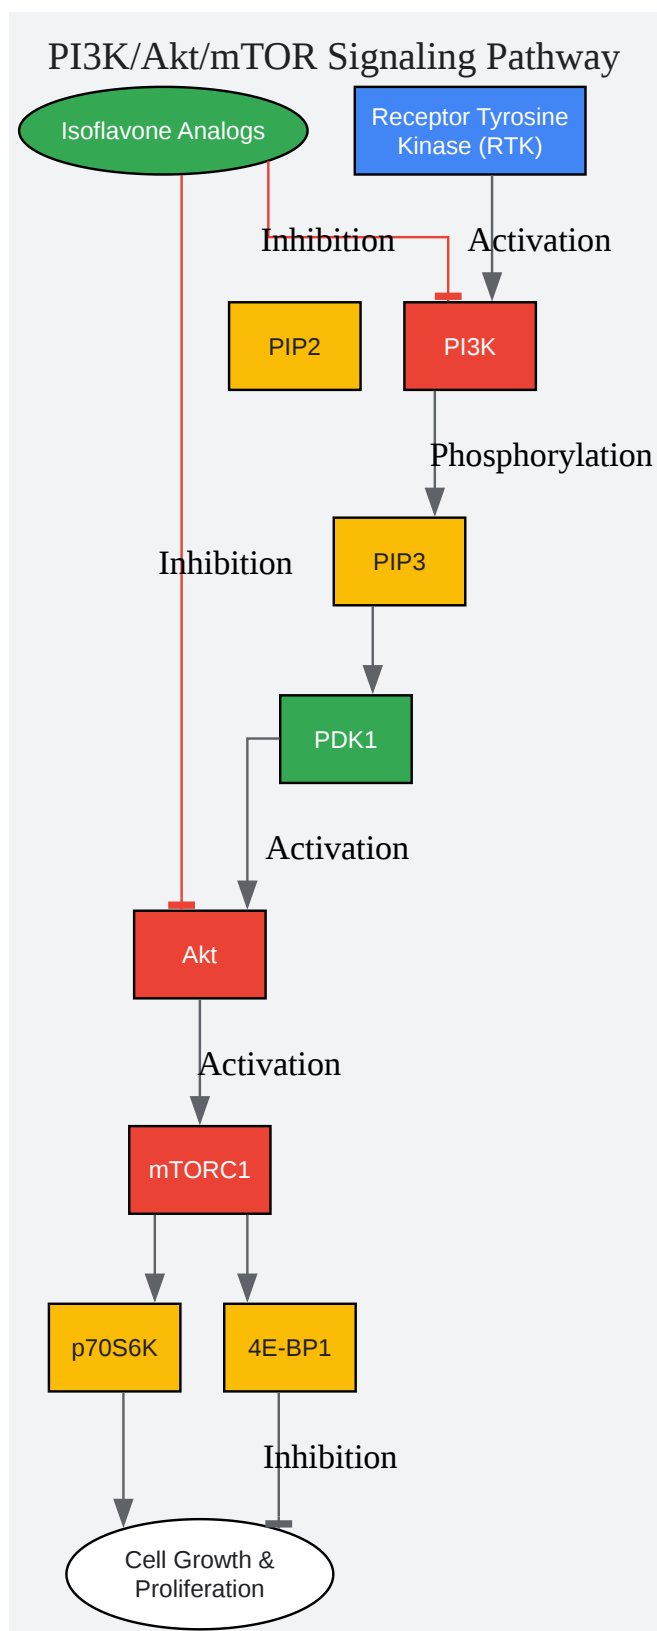 PI3K/Akt/mTOR Signaling Pathway
Isoflavone Analogs
Receptor Tyrosine
Kinase (RTK)
Inhibition
Activation
PIP2
PI3K
Phosphorylation
PIP3
Inhibition
PDK1
Activation
Akt
Activation
mTORC1
p70S6K
4E-BP1
Inhibition
Cell Growth &
Proliferation